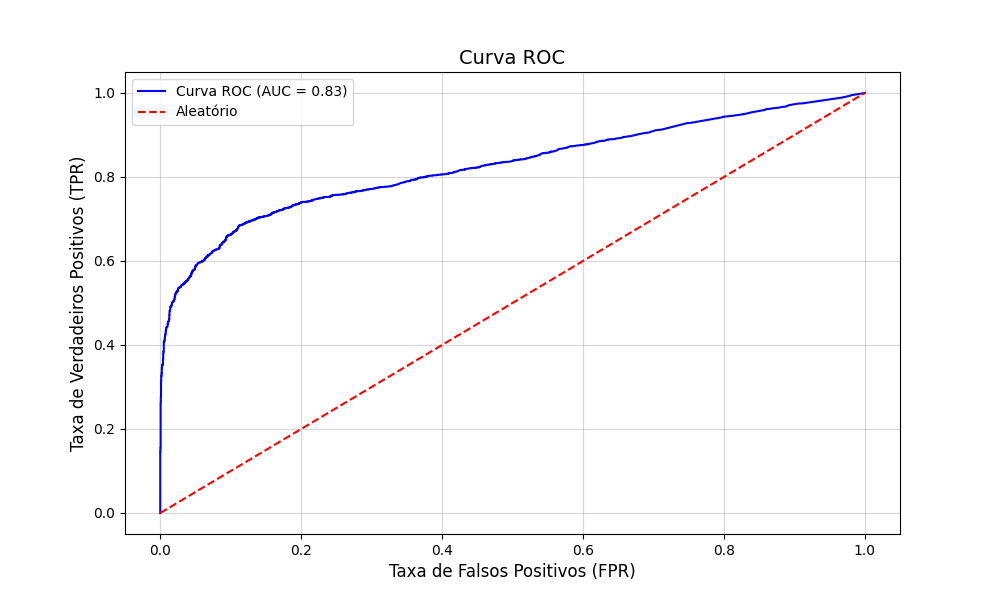 Curva ROC
Curva ROC (AUC = 0.83)
Aleatório
Taxa de Verdadeiros Positivos (TPR)
1.0
0.8
0.6
0.4
0.2
0.0
0.0 0.2 0.4 0.6 0.8 1.0
Taxa de Falsos Positivos (FPR)